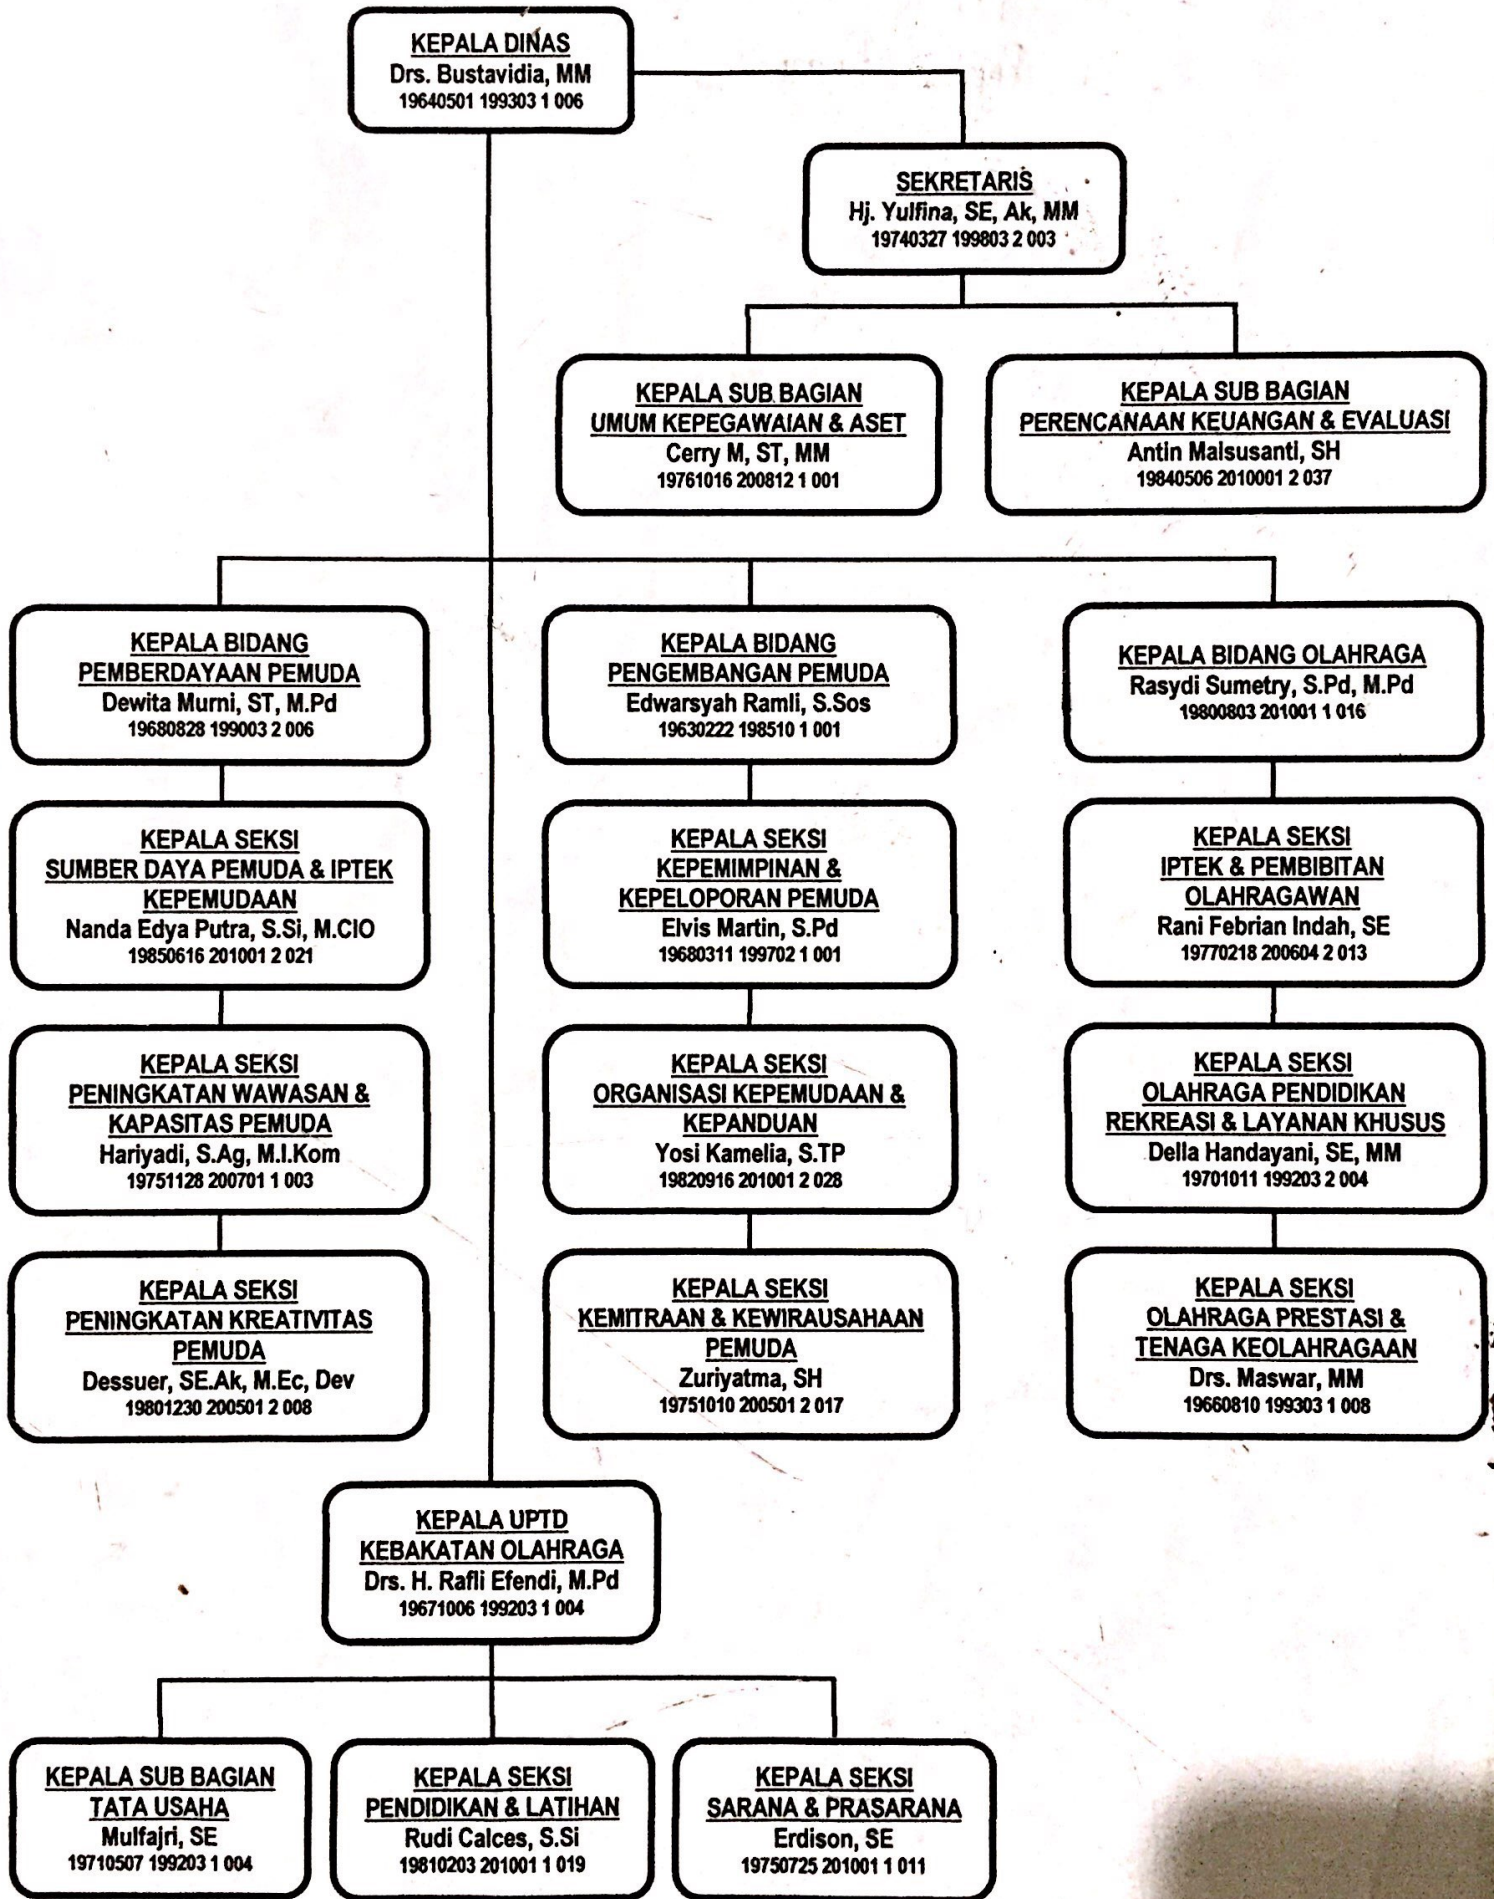 KEPALA DINAS
Drs. Bustavidia, MM
19640501 199303 1 006
SEKRETARIS
Hj. Yulfina, SE, Ak, MM
19740327 199803 2 003
KEPALA SUB BAGIAN
UMUM KEPEGAWAIAN & ASET
Cerry M, ST, MM
19761016 200812 1 001
KEPALA SUB BAGIAN
PERENCANAAN KEUANGAN & EVALUASI
Antin Maisusanti, SH
19840506 2010001 2 037
KEPALA BIDANG
PEMBERDAYAAN PEMUDA
Dewita Murni, ST, M.Pd
19680828 199003 2 006
KEPALA BIDANG
PENGEMBANGAN PEMUDA
Edwarsyah Ramli, S.Sos
19630222 198510 1 001
KEPALA BIDANG OLAHRAGA
Rasydi Sumetry, S.Pd, M.Pd
19800803 201001 1 016
KEPALA SEKSI
SUMBER DAYA PEMUDA & IPTEK
KEPEMUDAAN
Nanda Edya Putra, S.Si, M.CIO
19850616 201001 2 021
KEPALA SEKSI
KEPEMIMPINAN &
KEPELOPORAN PEMUDA
Elvis Martin, S.Pd
19680311 199702 1 001
KEPALA SEKSI
IPTEK & PEMBIBITAN
OLAHRAGAWAN
Rani Febrian Indah, SE
19770218 200604 2 013
KEPALA SEKSI
PENINGKATAN WAWASAN &
KAPASITAS PEMUDA
Hariyadi, S.Ag, M.I.Kom
19751128 200701 1 003
KEPALA SEKSI
ORGANISASI KEPEMUDAAN &
KEPANDUAN
Yosi Kamelia, S.TP
19820916 201001 2 028
KEPALA SEKSI
OLAHRAGA PENDIDIKAN
REKREASI & LAYANAN KHUSUS
Della Handayani, SE, MM
19701011 199203 2 004
KEPALA SEKSI
PENINGKATAN KREATIVITAS
PEMUDA
Dessuer, SE.Ak, M.Ec, Dev
19801230 200501 2 008
KEPALA SEKSI
KEMITRAAN & KEWIRAUSAHAAN
PEMUDA
Zuriyatma, SH
19751010 200501 2 017
KEPALA SEKSI
OLAHRAGA PRESTASI &
TENAGA KEOLAHRAGAAN
Drs. Maswar, MM
19660810 199303 1 008
KEPALA UPTD
KEBAKATAN OLAHRAGA
Drs. H. Rafli Efendi, M.Pd
19671006 199203 1 004
KEPALA SUB BAGIAN
TATA USAHA
Mulfajri, SE
19710507 199203 1 004
KEPALA SEKSI
PENDIDIKAN & LATIHAN
Rudi Calces, S.Si
19810203 201001 1 019
KEPALA SEKSI
SARANA & PRASARANA
Erdison, SE
19750725 201001 1 011